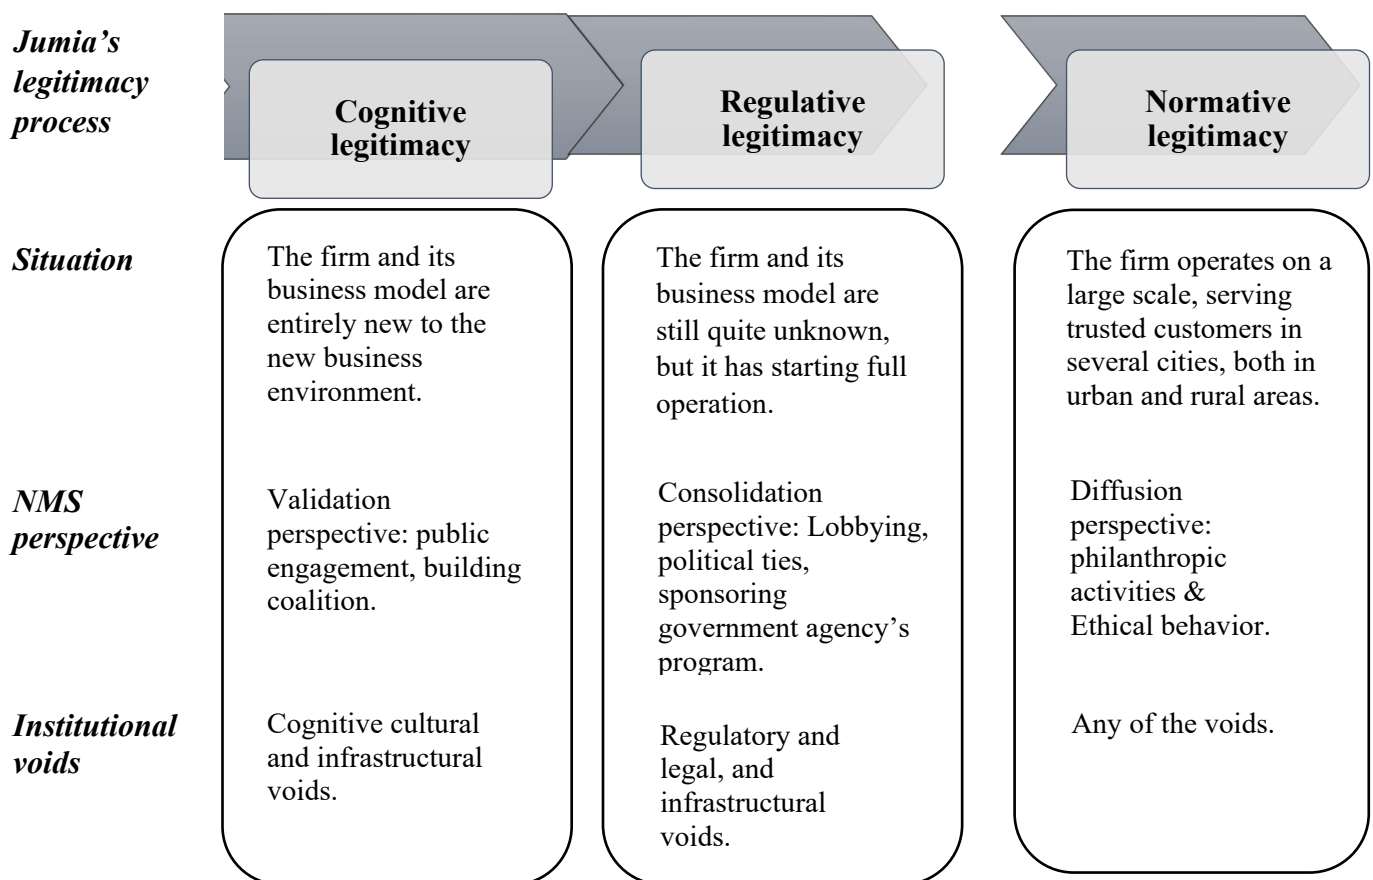 Jumia’s
legitimacy
process
Cognitive
legitimacy
Regulative
legitimacy
Normative
legitimacy
Situation
The firm and its
business model are
entirely new to the
new business
environment.
The firm and its
business model are
still quite unknown,
but it has starting full
operation.
The firm operates on a
large scale, serving
trusted customers in
several cities, both in
urban and rural areas.
NMS
perspective
Validation
perspective: public
engagement, building
coalition.
Consolidation
perspective: Lobbying,
political ties,
sponsoring
government agency’s
program.
Diffusion
perspective:
philanthropic
activities &
Ethical behavior.
Institutional
voids
Cognitive cultural
and infrastructural
voids.
Regulatory and
legal, and
infrastructural
voids.
Any of the voids.